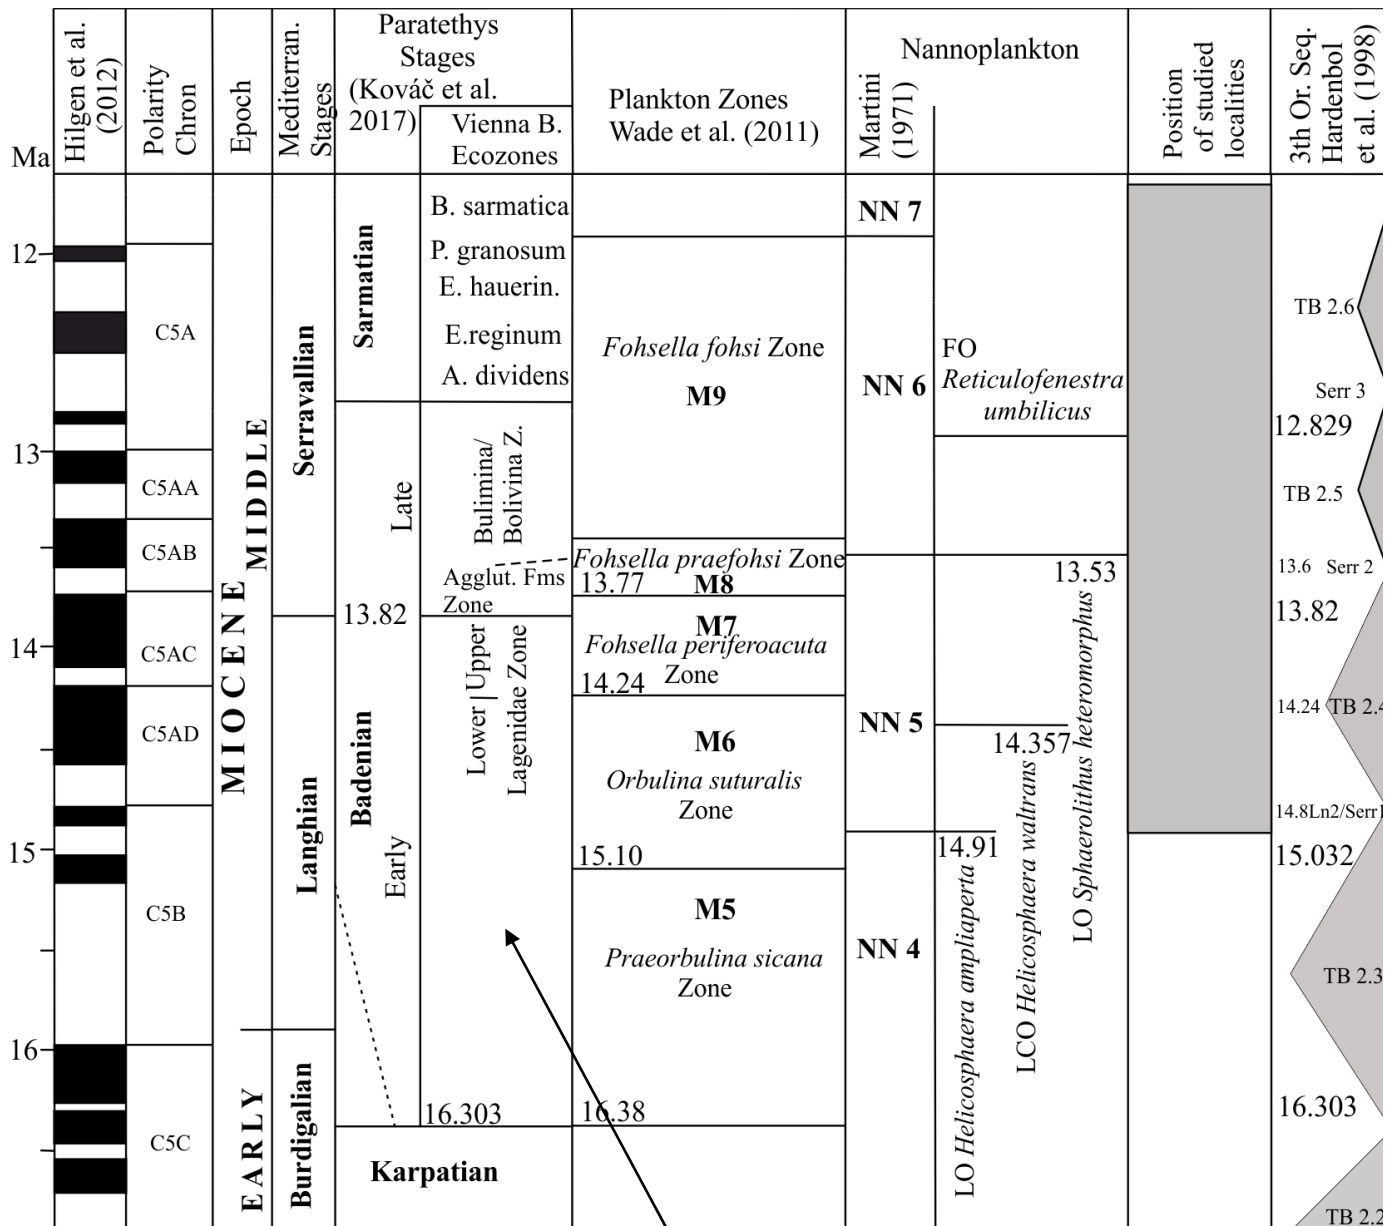 Ma
Hilgen et al.
(2012)
Polarity
Chron
Epoch
Mediterran.
Stages
Paratethys
Stages
(Kováč et al.
2017)
Vienna B.
Ecozones
Plankton Zones
Wade et al. (2011)
Nannoplankton
Martini
(1971)
Position
of studied
localities
3th Or. Seq.
Hardenbol
et al. (1998)
12
13
14
15
16
C5A
C5AA
C5AB
C5AC
C5AD
C5B
C5C
MIOCENE
MIDDLE
EARLY
Serravallian
Langhian
Burdigalian
Sarmatian
Badenian
Late
Early
13.82
Karpatian
B. sarmatica
P. granosum
E. hauerin.
E.reginum
A. dividens
Bulimina/
Bolivina Z.
Agglut. Fms
Zone
Lower | Upper
Lagenidae Zone
16.303
Fohsella fohsi Zone
M9
Fohsella praefohsi Zone
13.77
M8
M7
Fohsella periferoacuta
Zone
14.24
M6
Orbulina suturalis
Zone
15.10
M5
Praeorbulina sicana
Zone
16.38
NN 7
NN 6
NN 5
NN 4
FO
Reticulofenestra
umbilicus
13.53
LO Sphaerolithus heteromorphus
14.357
LCO Helicosphaera waltrans
14.91
LO Helicosphaera ampliaperta
TB 2.6
Serr 3
12.829
TB 2.5
13.6 Serr 2
13.82
14.24 TB 2.4
14.8Ln2/Serr1
15.032
TB 2.3
16.303
TB 2.2